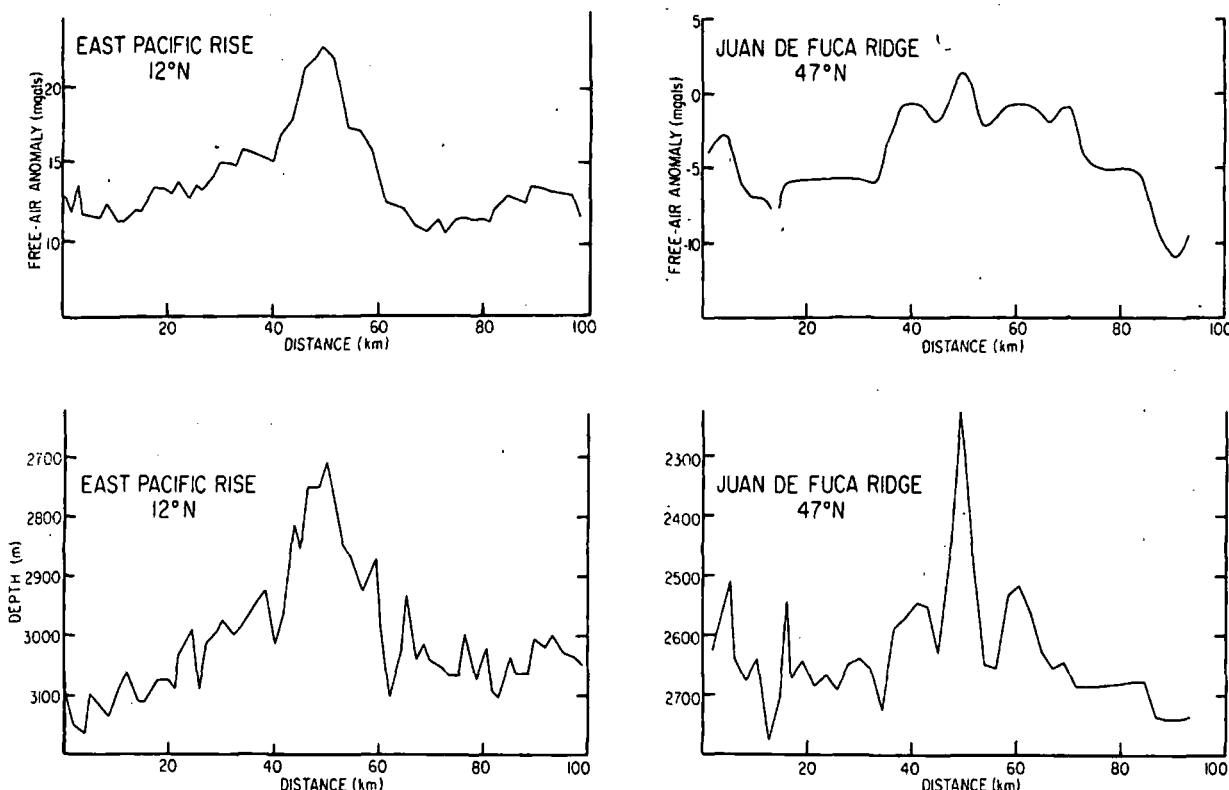 EAST PACIFIC RISE
12°N
FREE-AIR ANOMALY (mgals)
20
15
10
20
40
60
80
100
DISTANCE (km)
JUAN DE FUCA RIDGE
47°N
FREE-AIR ANOMALY (mgals)
5
0
-5
-10
20
40
60
80
100
DISTANCE (km)
EAST PACIFIC RISE
12°N
DEPTH (m)
2700
2800
2900
3000
3100
20
40
60
80
100
DISTANCE (km)
JUAN DE FUCA RIDGE
47°N
2300
2400
2500
2600
2700
20
40
60
80
100
DISTANCE (km)